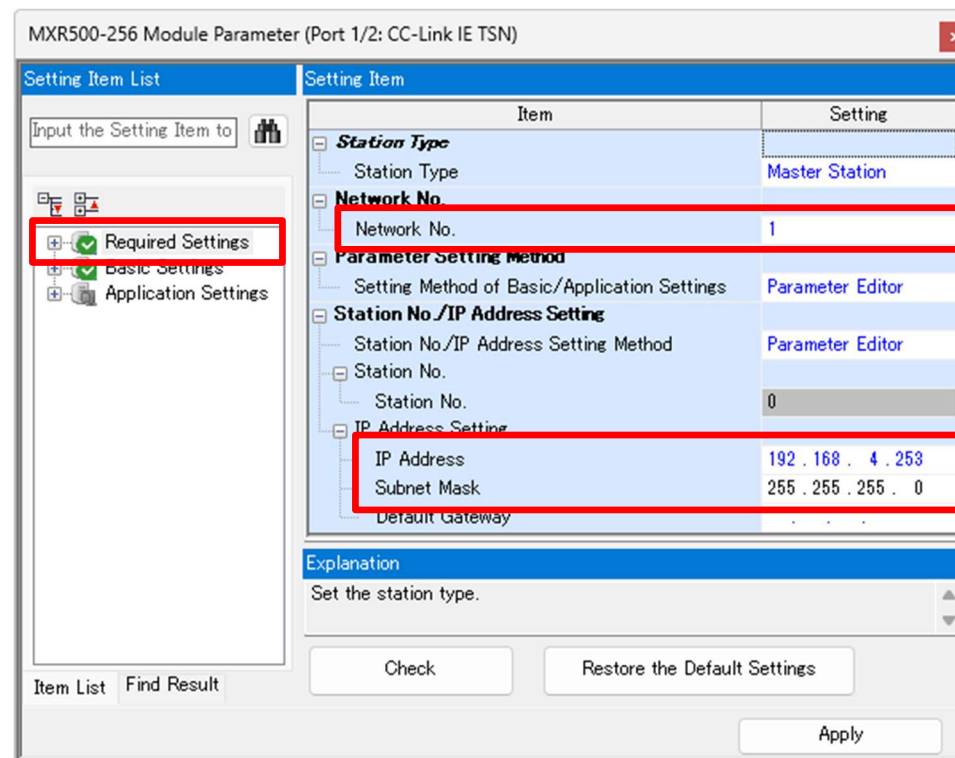 MXR500-256 Module Parameter (Port 1/2: CC-Link IE TSN)
Setting Item List
Setting Item
Input the Setting Item to
Required Settings
Basic Settings
Application Settings
Item List
Find Result
Item Setting
Station Type
Station Type Master Station
Network No.
Network No. 1
Parameter Setting Method
Setting Method of Basic/Application Settings Parameter Editor
Station No./IP Address Setting
Station No./IP Address Setting Method Parameter Editor
Station No.
Station No. 0
IP Address Setting
IP Address 192 . 168 . 4 . 253
Subnet Mask 255 . 255 . 255 . 0
Default Gateway . . .
Explanation
Set the station type.
Check
Restore the Default Settings
Apply